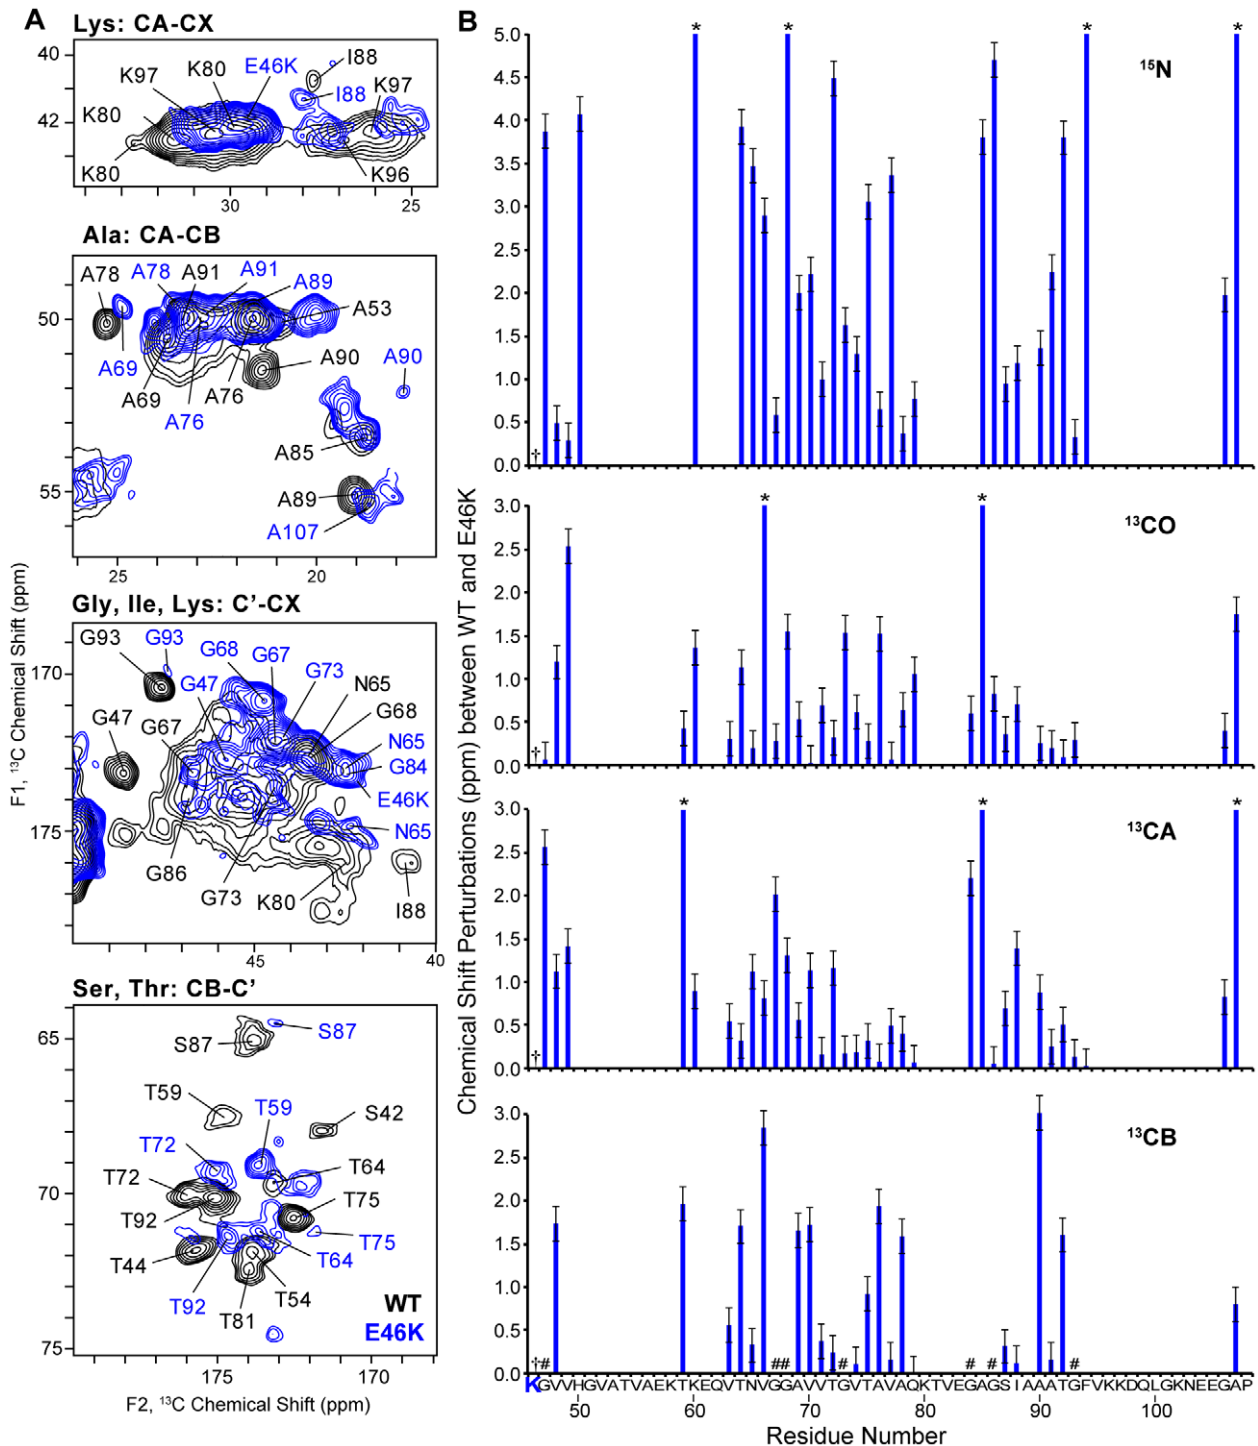 A
Lys: CA-CX
40
42
K97
K80
E46K
I88
I88
K97
K80
K80
K96
30
25
Ala: CA-CB
A78
A78
A91
A91
A89
A53
50
A69
A90
A90
A69
A76
A76
A85
55
A89
A107
25
20
Gly, Ile, Lys: C’-CX
G93
G93
G68
G67
170
G47
G73
N65
G47
G67
G68
N65
G84
E46K
175
N65
G86
G73
K80
I88
45
40
Ser, Thr: CB-C’
65
S87
S87
T59
T59
S42
T72
T64
T72
70
T75
T92
T75
T44
T64
T92
T54
T81
WT
E46K
75
175
170
F1, ¹³C Chemical Shift (ppm)
F2, ¹³C Chemical Shift (ppm)
B
Chemical Shift Perturbations (ppm) between WT and E46K
* * * *
5.0
¹⁵N
4.5
4.0
3.5
3.0
2.5
2.0
1.5
1.0
0.5
†
0.0
* *
3.0
¹³CO
2.5
2.0
1.5
1.0
0.5
†
0.0
* * *
3.0
¹³CA
2.5
2.0
1.5
1.0
0.5
†
0.0
3.0
¹³CB
2.5
2.0
1.5
1.0
0.5
0.0
†# ## # # # #
KGVVHGVATVAEKTKEQVTNVGGAVVTGVTAVAQKTVEGAGSIAAATGFVKKDQLGKNEEGAP
50 60 70 80 90 100
Residue Number